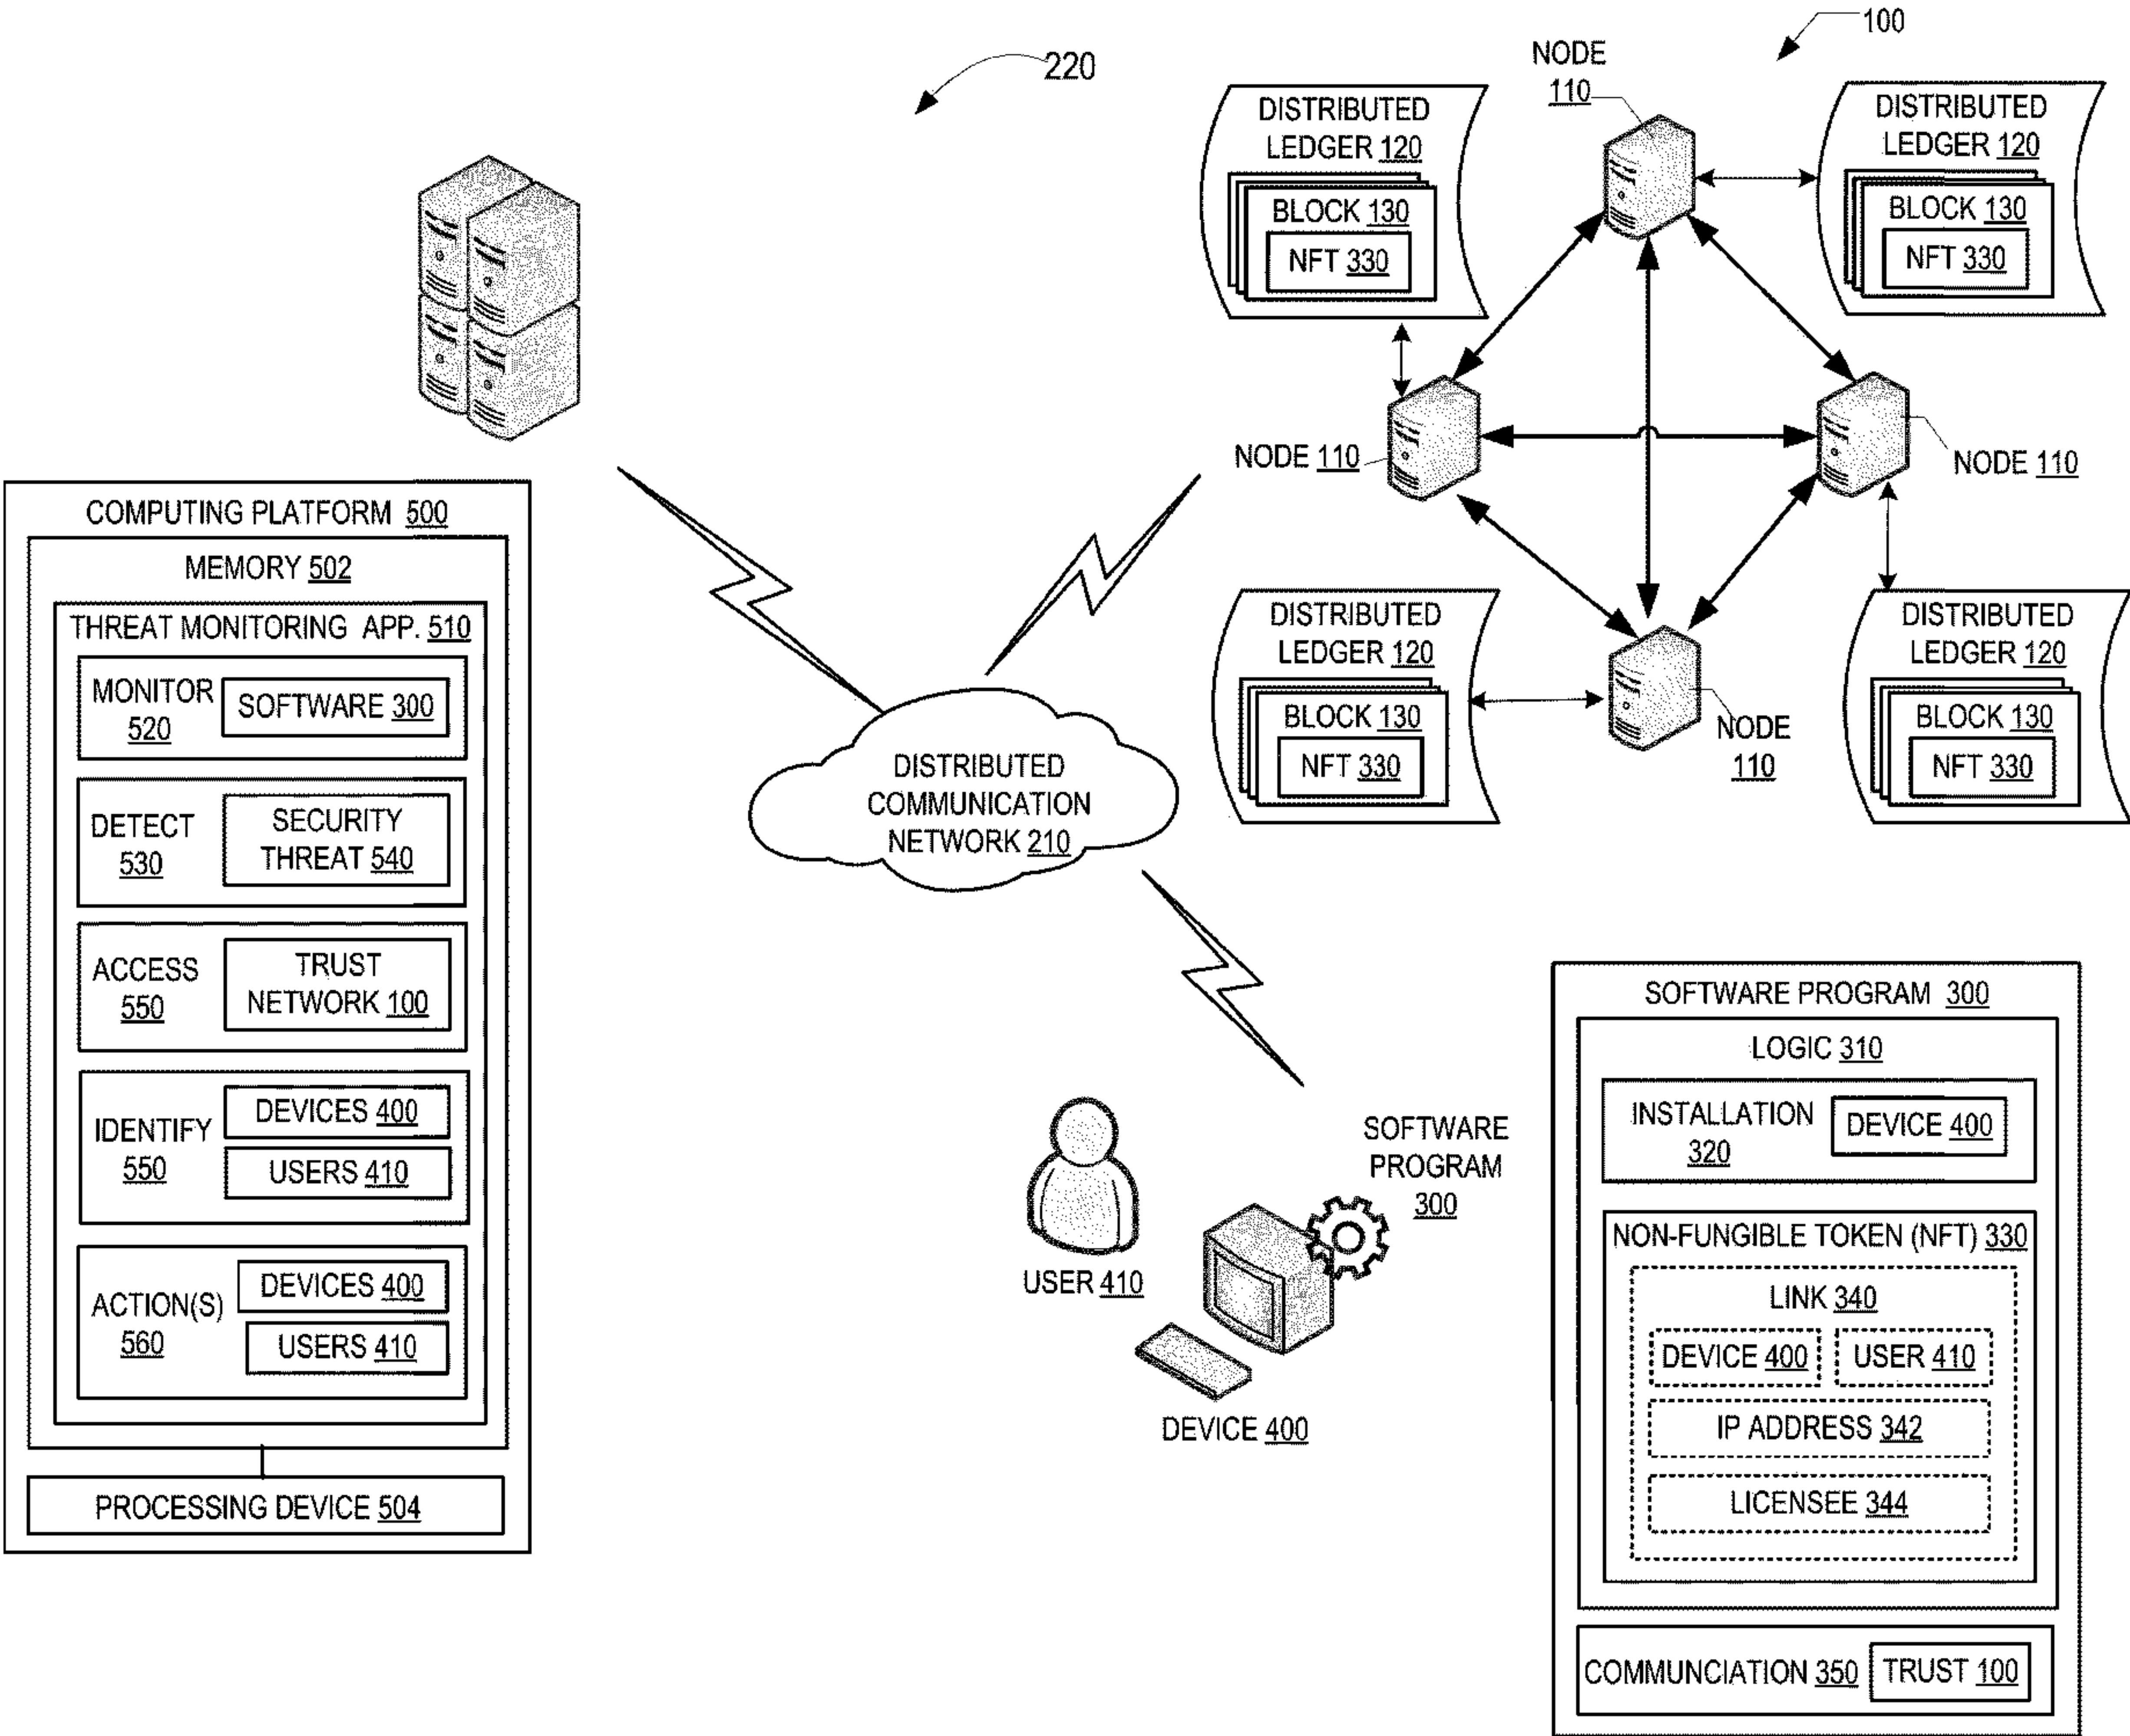 220
100
NODE
110
DISTRIBUTED
LEDGER 120
BLOCK 130
NFT 330
DISTRIBUTED
LEDGER 120
BLOCK 130
NFT 330
NODE 110
NODE 110
DISTRIBUTED
LEDGER 120
BLOCK 130
NFT 330
NODE
110
DISTRIBUTED
LEDGER 120
BLOCK 130
NFT 330
COMPUTING PLATFORM 500
MEMORY 502
THREAT MONITORING APP. 510
MONITOR
520
SOFTWARE 300
DETECT
530
SECURITY
THREAT 540
ACCESS
550
TRUST
NETWORK 100
IDENTIFY
550
DEVICES 400
USERS 410
ACTION(S)
560
DEVICES 400
USERS 410
PROCESSING DEVICE 504
DISTRIBUTED
COMMUNICATION
NETWORK 210
USER 410
SOFTWARE
PROGRAM
300
DEVICE 400
SOFTWARE PROGRAM 300
LOGIC 310
INSTALLATION
320
DEVICE 400
NON-FUNGIBLE TOKEN (NFT) 330
LINK 340
DEVICE 400
USER 410
IP ADDRESS 342
LICENSEE 344
COMMUNCIATION 350
TRUST 100